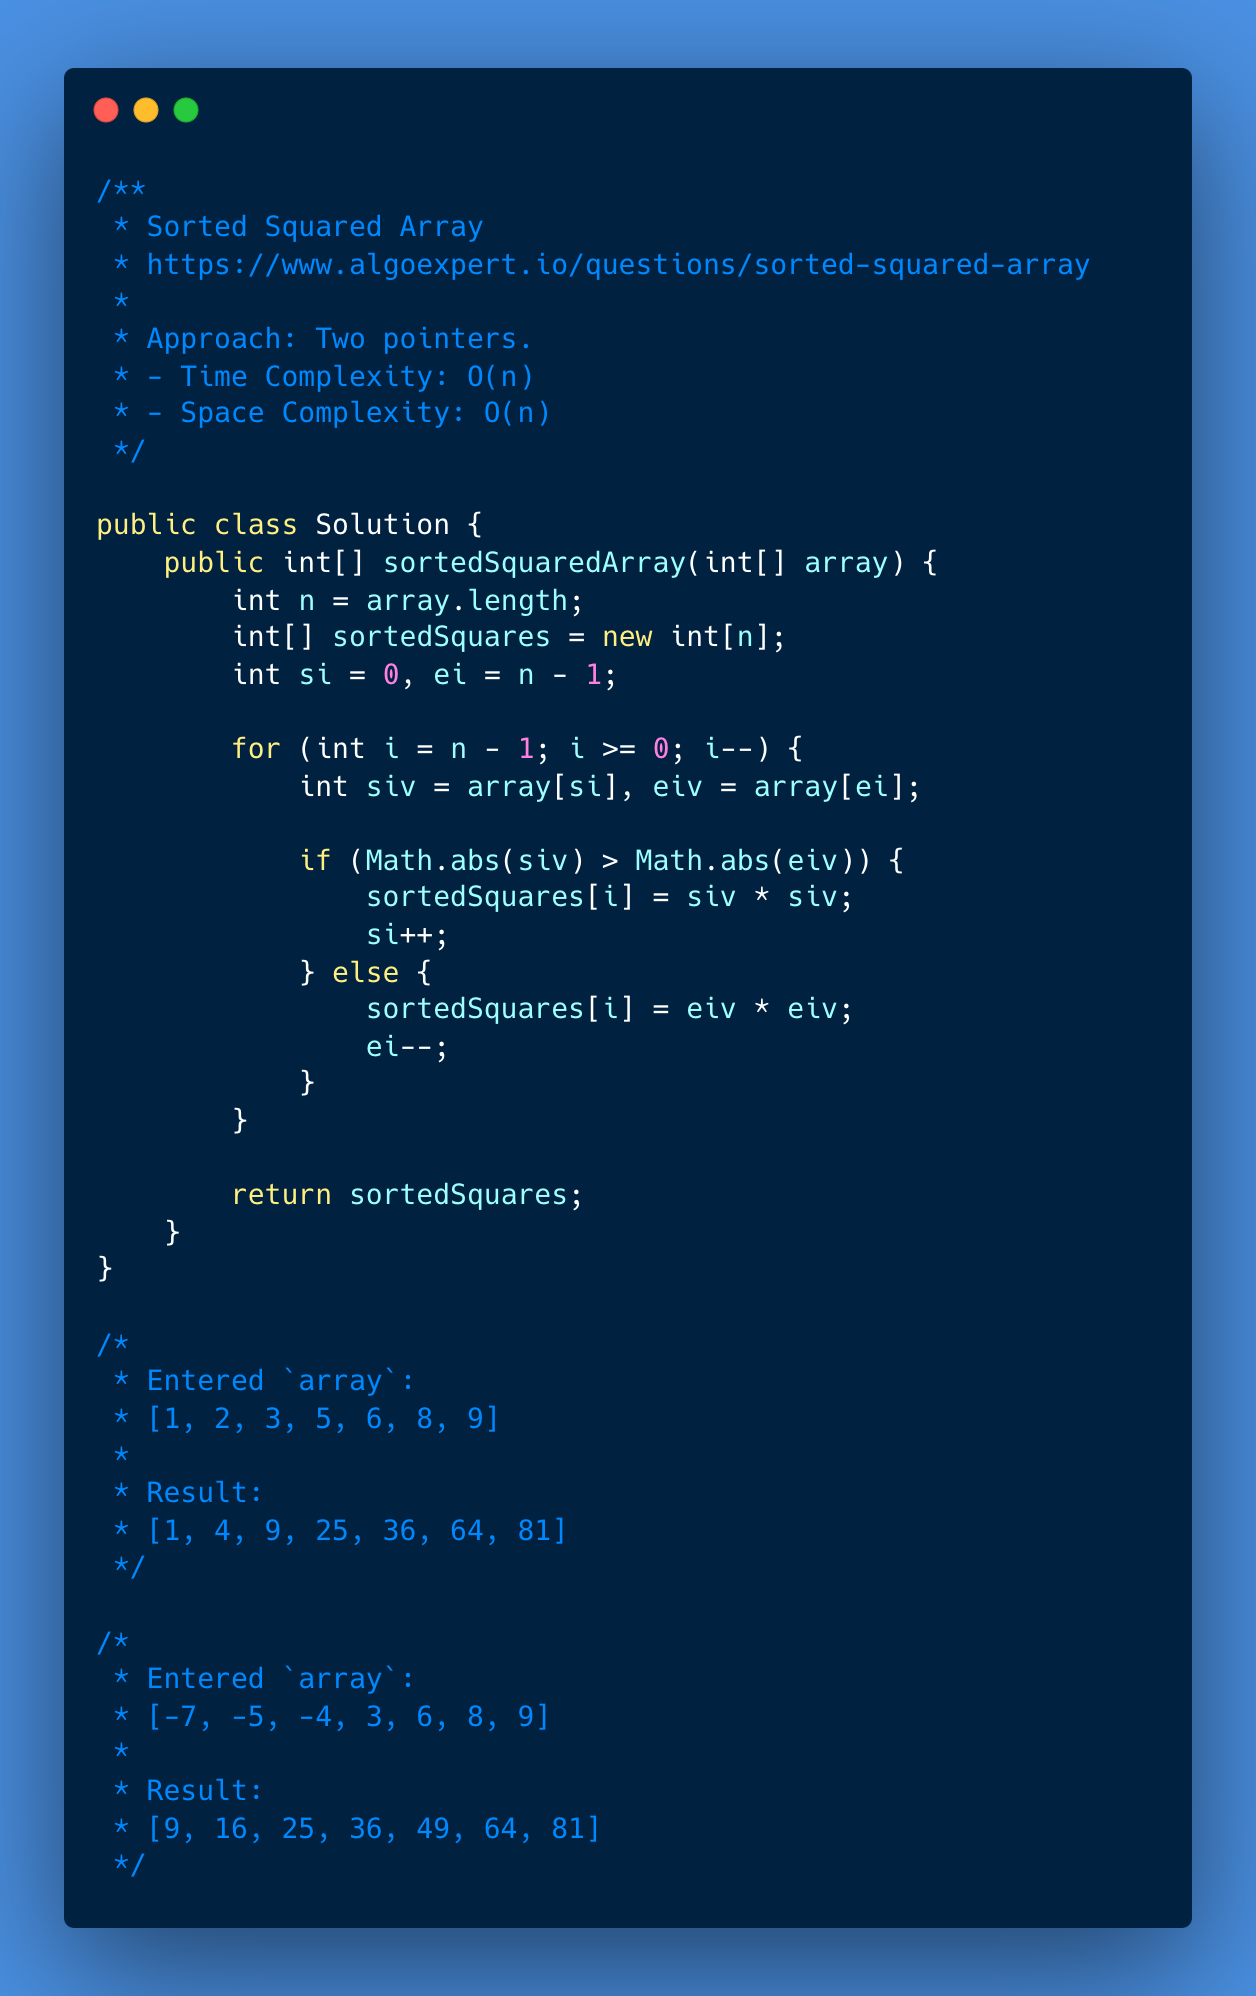 /**
 * Sorted Squared Array
 * https://www.algoexpert.io/questions/sorted-squared-array
 *
 * Approach: Two pointers.
 * - Time Complexity: O(n)
 * - Space Complexity: O(n)
 */

public class Solution {
    public int[] sortedSquaredArray(int[] array) {
        int n = array.length;
        int[] sortedSquares = new int[n];
        int si = 0, ei = n - 1;

        for (int i = n - 1; i >= 0; i--) {
            int siv = array[si], eiv = array[ei];

            if (Math.abs(siv) > Math.abs(eiv)) {
                sortedSquares[i] = siv * siv;
                si++;
            } else {
                sortedSquares[i] = eiv * eiv;
                ei--;
            }
        }

        return sortedSquares;
    }
}

/*
 * Entered `array`:
 * [1, 2, 3, 5, 6, 8, 9]
 *
 * Result:
 * [1, 4, 9, 25, 36, 64, 81]
 */

/*
 * Entered `array`:
 * [-7, -5, -4, 3, 6, 8, 9]
 *
 * Result:
 * [9, 16, 25, 36, 49, 64, 81]
 */